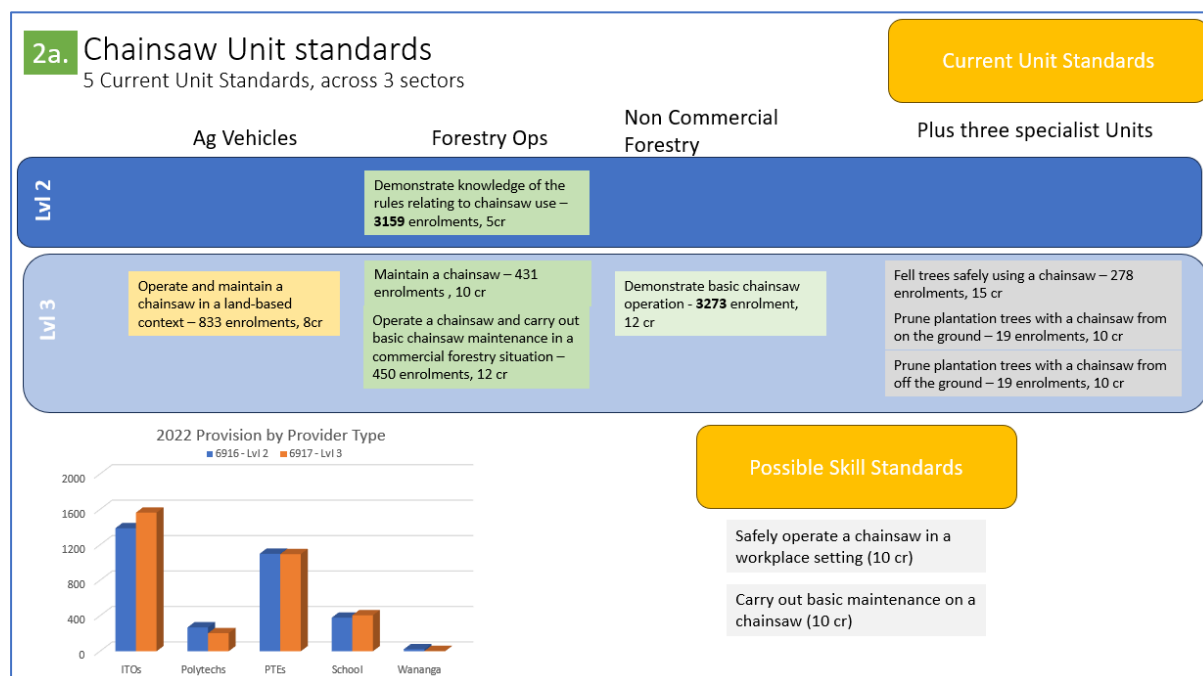 2a.
Chainsaw Unit standards
5 Current Unit Standards, across 3 sectors
Current Unit Standards
Ag Vehicles
Forestry Ops
Non Commercial
Forestry
Plus three specialist Units
Lvl 2
Demonstrate knowledge of the
rules relating to chainsaw use –
3159 enrolments, 5cr
Lvl 3
Operate and maintain a
chainsaw in a land-based
context – 833 enrolments, 8cr
Maintain a chainsaw – 431
enrolments , 10 cr
Operate a chainsaw and carry out
basic chainsaw maintenance in a
commercial forestry situation –
450 enrolments, 12 cr
Demonstrate basic chainsaw
operation - 3273 enrolment,
12 cr
Fell trees safely using a chainsaw – 278
enrolments, 15 cr
Prune plantation trees with a chainsaw from
on the ground – 19 enrolments, 10 cr
Prune plantation trees with a chainsaw from
off the ground – 19 enrolments, 10 cr
2022 Provision by Provider Type
6916 - Lvl 2 6917 - Lvl 3
2000
1600
1200
800
400
0
ITOs Polytechs PTEs School Wananga
Possible Skill Standards
Safely operate a chainsaw in a
workplace setting (10 cr)
Carry out basic maintenance on a
chainsaw (10 cr)